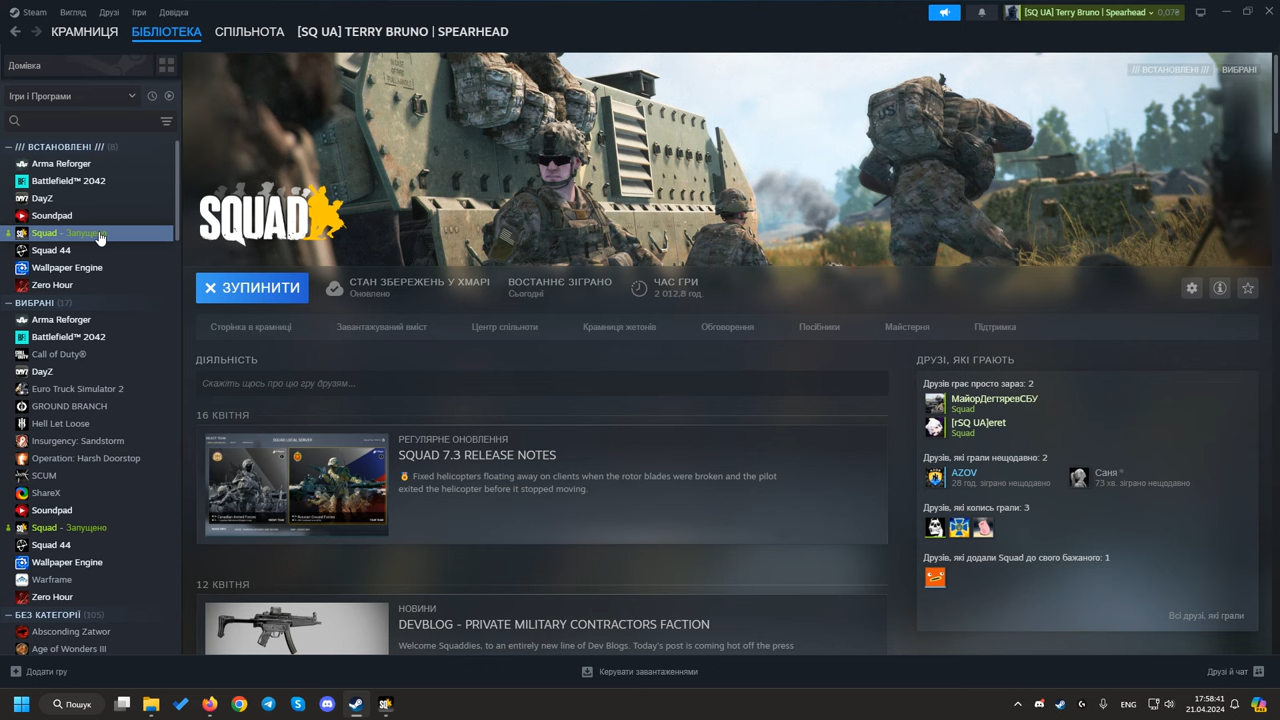 Steam Вигляд Друзі Ігри Довідка
[SQ UA] Terry Bruno | Spearhead 0,07₴
КРАМНИЦЯ БІБЛІОТЕКА СПІЛЬНОТА [SQ UA] TERRY BRUNO | SPEARHEAD
Домівка
Ігри і Програми
/// ВСТАНОВЛЕНІ /// (8)
Arma Reforger
Battlefield™ 2042
DayZ
Soundpad
Squad - Запущено
Squad 44
Wallpaper Engine
Zero Hour
ВИБРАНІ (17)
Arma Reforger
Battlefield™ 2042
Call of Duty®
DayZ
Euro Truck Simulator 2
GROUND BRANCH
Hell Let Loose
Insurgency: Sandstorm
Operation: Harsh Doorstop
SCUM
ShareX
Soundpad
Squad - Запущено
Squad 44
Wallpaper Engine
Warframe
Zero Hour
БЕЗ КАТЕГОРІЇ (105)
Absconding Zatwor
Age of Wonders III
/// ВСТАНОВЛЕНІ /// ВИБРАНІ
SQUAD
ЗУПИНИТИ
СТАН ЗБЕРЕЖЕНЬ У ХМАРІ
Оновлено
ВОСТАННЄ ЗІГРАНО
Сьогодні
ЧАС ГРИ
2 012,8 год.
Сторінка в крамниці Завантажуваний вміст Центр спільноти Крамниця жетонів Обговорення Посібники Майстерня Підтримка
ДІЯЛЬНІСТЬ
Скажіть щось про цю гру друзям...
16 КВІТНЯ
РЕГУЛЯРНЕ ОНОВЛЕННЯ
SQUAD 7.3 RELEASE NOTES
Fixed helicopters floating away on clients when the rotor blades were broken and the pilot
exited the helicopter before it stopped moving.
12 КВІТНЯ
НОВИНИ
DEVBLOG - PRIVATE MILITARY CONTRACTORS FACTION
Welcome Squaddies, to an entirely new line of Dev Blogs. Today's post is coming hot off the press
ДРУЗІ, ЯКІ ГРАЮТЬ
Друзів грає просто зараз: 2
МайорДегтяревСБУ
Squad
[rSQ UA]eret
Squad
Друзів, які грали нещодавно: 2
AZOV
28 год. зіграно нещодавно
Саня
73 хв. зіграно нещодавно
Друзів, які колись грали: 3
Друзів, які додали Squad до свого бажаного: 1
Всі друзі, які грали
Додати гру
Керувати завантаженнями
Друзі й чат
Пошук
ENG
17:58:41
21.04.2024